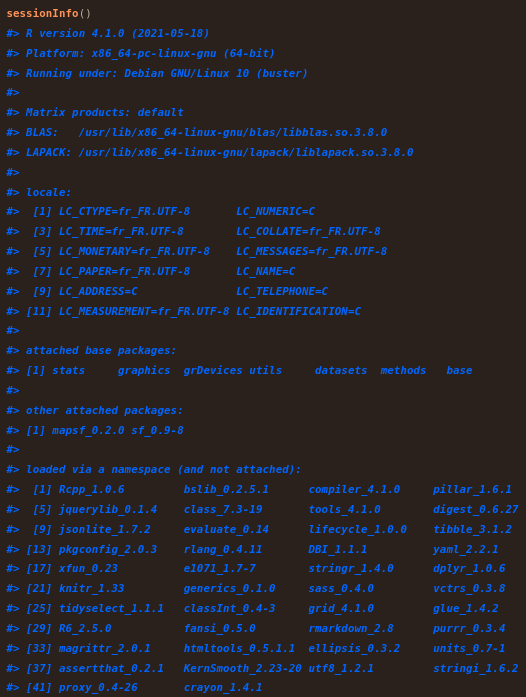 sessionInfo()
#> R version 4.1.0 (2021-05-18)
#> Platform: x86_64-pc-linux-gnu (64-bit)
#> Running under: Debian GNU/Linux 10 (buster)
#>
#> Matrix products: default
#> BLAS:   /usr/lib/x86_64-linux-gnu/blas/libblas.so.3.8.0
#> LAPACK: /usr/lib/x86_64-linux-gnu/lapack/liblapack.so.3.8.0
#>
#> locale:
#>  [1] LC_CTYPE=fr_FR.UTF-8       LC_NUMERIC=C
#>  [3] LC_TIME=fr_FR.UTF-8        LC_COLLATE=fr_FR.UTF-8
#>  [5] LC_MONETARY=fr_FR.UTF-8    LC_MESSAGES=fr_FR.UTF-8
#>  [7] LC_PAPER=fr_FR.UTF-8       LC_NAME=C
#>  [9] LC_ADDRESS=C               LC_TELEPHONE=C
#> [11] LC_MEASUREMENT=fr_FR.UTF-8 LC_IDENTIFICATION=C
#>
#> attached base packages:
#> [1] stats     graphics  grDevices utils     datasets  methods   base
#>
#> other attached packages:
#> [1] mapsf_0.2.0 sf_0.9-8
#>
#> loaded via a namespace (and not attached):
#>  [1] Rcpp_1.0.6         bslib_0.2.5.1      compiler_4.1.0     pillar_1.6.1
#>  [5] jquerylib_0.1.4    class_7.3-19       tools_4.1.0        digest_0.6.27
#>  [9] jsonlite_1.7.2     evaluate_0.14      lifecycle_1.0.0    tibble_3.1.2
#> [13] pkgconfig_2.0.3    rlang_0.4.11       DBI_1.1.1          yaml_2.2.1
#> [17] xfun_0.23          e1071_1.7-7        stringr_1.4.0      dplyr_1.0.6
#> [21] knitr_1.33         generics_0.1.0     sass_0.4.0         vctrs_0.3.8
#> [25] tidyselect_1.1.1   classInt_0.4-3     grid_4.1.0         glue_1.4.2
#> [29] R6_2.5.0           fansi_0.5.0        rmarkdown_2.8      purrr_0.3.4
#> [33] magrittr_2.0.1     htmltools_0.5.1.1  ellipsis_0.3.2     units_0.7-1
#> [37] assertthat_0.2.1   KernSmooth_2.23-20 utf8_1.2.1         stringi_1.6.2
#> [41] proxy_0.4-26       crayon_1.4.1